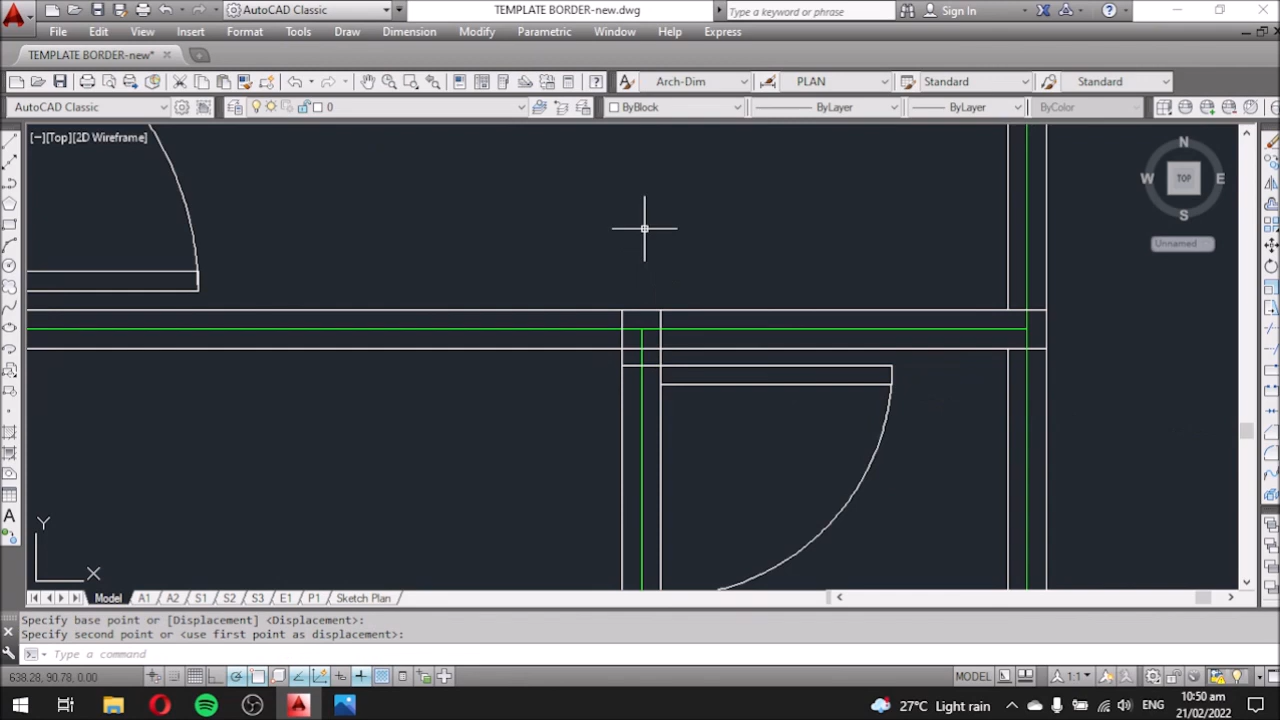 AutoCAD Classic
TEMPLATE BORDER-new.dwg
Type a keyword or phrase
Sign In
File Edit View Insert Format Tools Draw Dimension Modify Parametric Window Help Express
TEMPLATE BORDER-new*
Arch-Dim PLAN Standard Standard
AutoCAD Classic 0 ByBlock ByLayer ByLayer ByColor
[−][Top][2D Wireframe]
N
W TOP E
S
Unnamed
Y
X
Model A1 A2 S1 S2 S3 E1 P1 Sketch Plan
Specify base point or [Displacement] <Displacement>:
Specify second point or <use first point as displacement>:
Type a command
638.28, 90.78, 0.00 MODEL 1:1
27°C Light rain ENG 10:50 am
21/02/2022